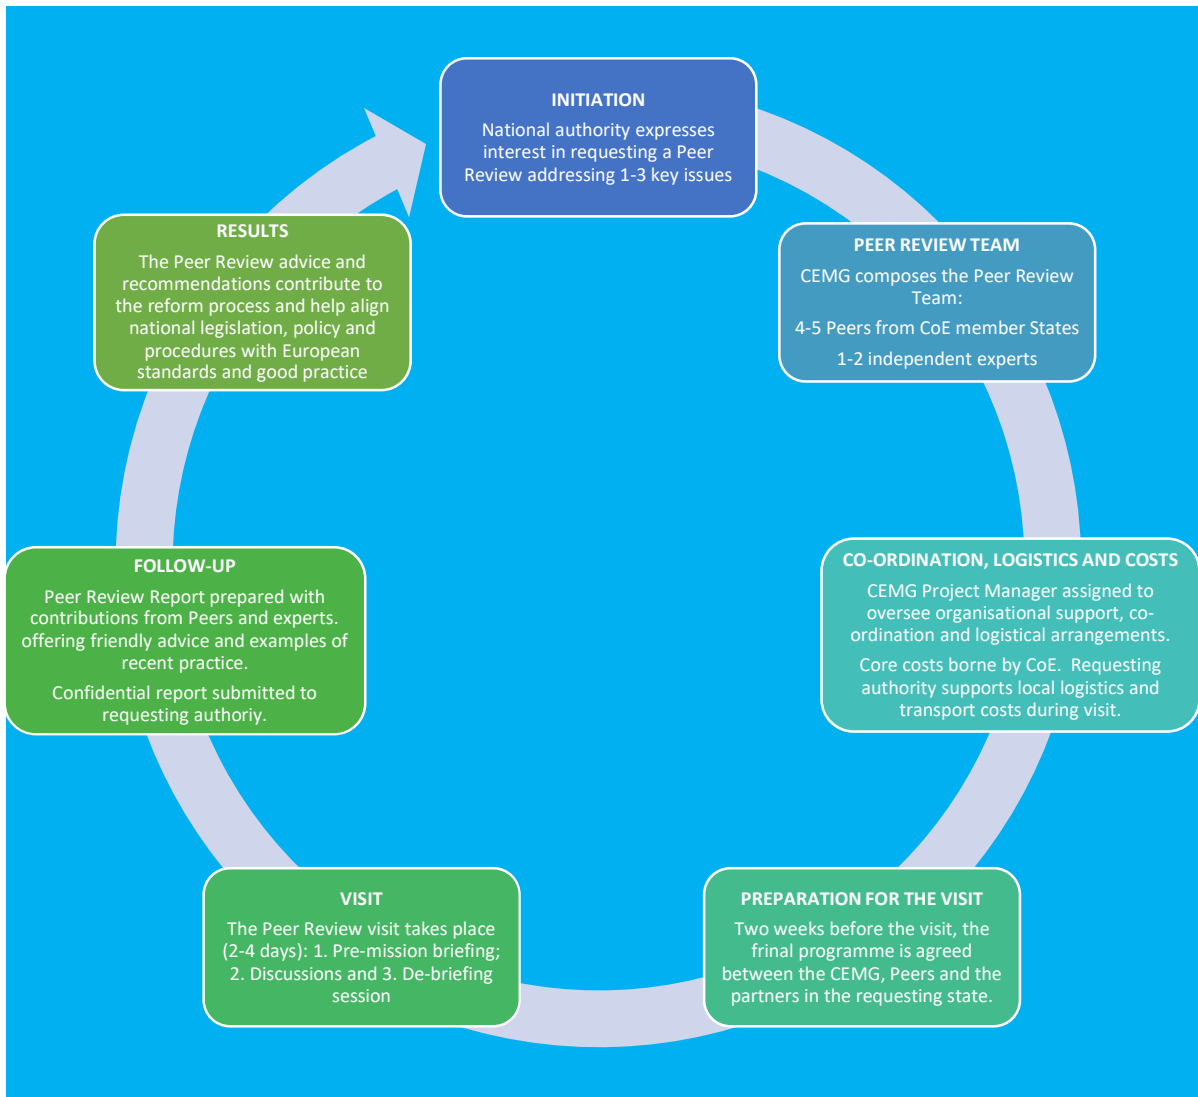 INITIATION
National authority expresses
interest in requesting a Peer
Review addressing 1-3 key issues
PEER REVIEW TEAM
CEMG composes the Peer Review
Team:
4-5 Peers from CoE member States
1-2 independent experts
CO-ORDINATION, LOGISTICS AND COSTS
CEMG Project Manager assigned to
oversee organisational support, co-
ordination and logistical arrangements.
Core costs borne by CoE.  Requesting
authority supports local logistics and
transport costs during visit.
PREPARATION FOR THE VISIT
Two weeks before the visit, the
frinal programme is agreed
between the CEMG, Peers and the
partners in the requesting state.
VISIT
The Peer Review visit takes place
(2-4 days): 1. Pre-mission briefing;
2. Discussions and 3. De-briefing
session
FOLLOW-UP
Peer Review Report prepared with
contributions from Peers and experts.
offering friendly advice and examples of
recent practice.
Confidential report submitted to
requesting authoriy.
RESULTS
The Peer Review advice and
recommendations contribute to
the reform process and help align
national legislation, policy and
procedures with European
standards and good practice